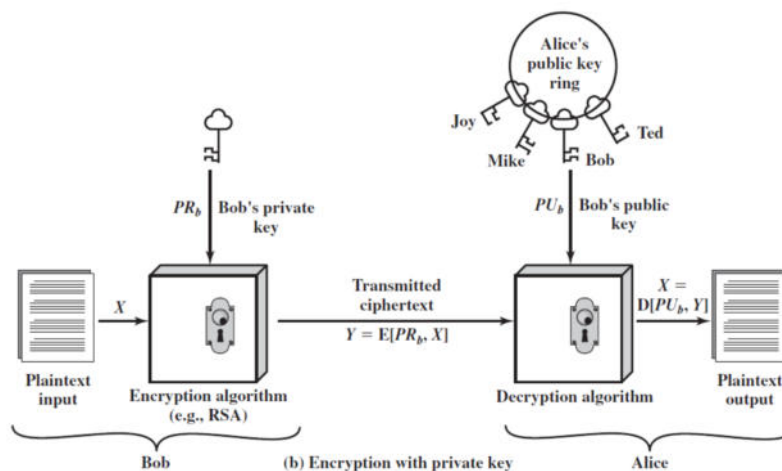 Alice's
public key
ring
Joy
Ted
Mike
Bob
PR_b
Bob's private
key
PU_b
Bob's public
key
X
Transmitted
ciphertext
Y = E[PR_b, X]
X =
D[PU_b, Y]
Plaintext
input
Encryption algorithm
(e.g., RSA)
Decryption algorithm
Plaintext
output
Bob
(b) Encryption with private key
Alice